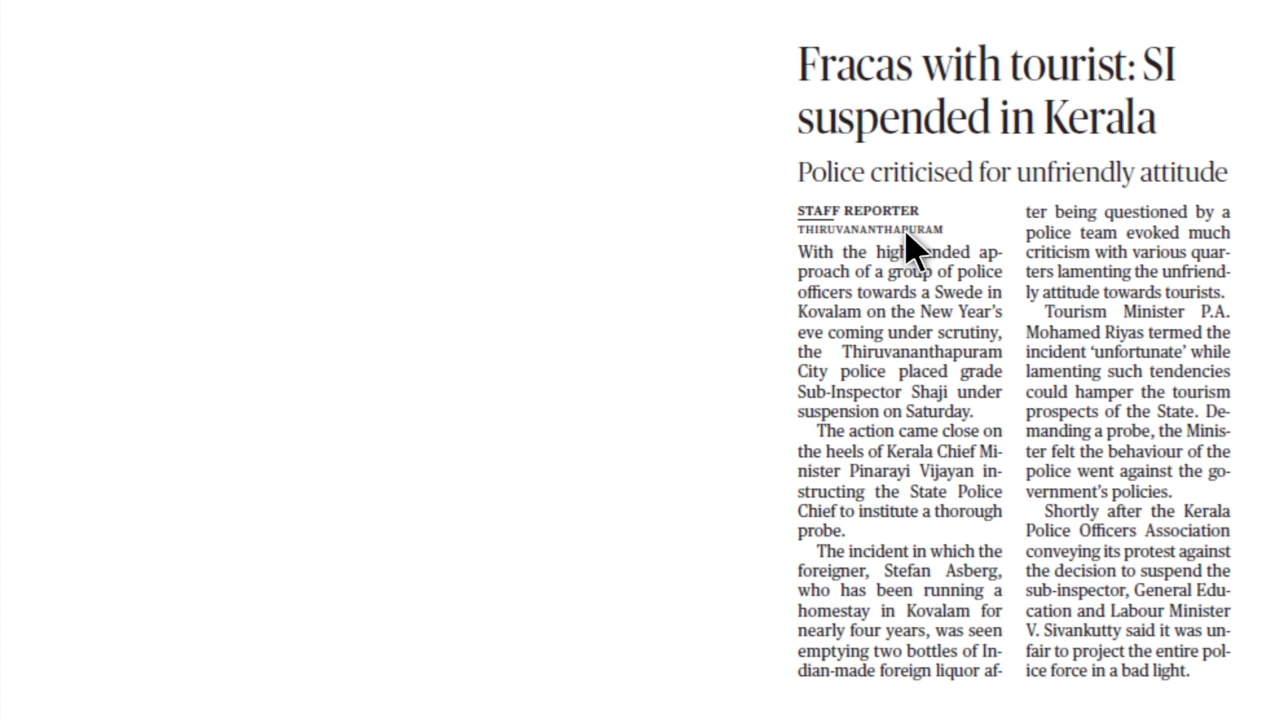 Fracas with tourist: SI
suspended in Kerala
Police criticised for unfriendly attitude
STAFF REPORTER
THIRUVANANTHAPURAM
With the high ap-
proach of a group of police
officers towards a Swede in
Kovalam on the New Year's
eve coming under scrutiny,
the Thiruvananthapuram
City police placed grade
Sub-Inspector Shaji under
suspension on Saturday.
The action came close on
the heels of Kerala Chief Mi-
nister Pinarayi Vijayan in-
structing the State Police
Chief to institute a thorough
probe.
The incident in which the
foreigner, Stefan Asberg,
who has been running a
homestay in Kovalam for
nearly four years, was seen
emptying two bottles of In-
dian-made foreign liquor af-
ter being questioned by a
police team evoked much
criticism with various quar-
ters lamenting the unfriend-
ly attitude towards tourists.
Tourism Minister P.A.
Mohamed Riyas termed the
incident 'unfortunate' while
lamenting such tendencies
could hamper the tourism
prospects of the State. De-
manding a probe, the Minis-
ter felt the behaviour of the
police went against the go-
vernment's policies.
Shortly after the Kerala
Police Officers Association
conveying its protest against
the decision to suspend the
sub-inspector, General Edu-
cation and Labour Minister
V. Sivankutty said it was un-
fair to project the entire pol-
ice force in a bad light.